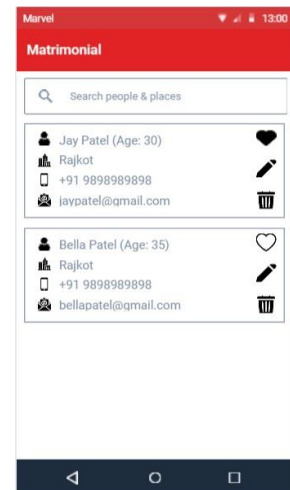 Marvel 13:00
Matrimonial
Search people & places
Jay Patel (Age: 30)
Rajkot
+91 9898989898
jaypatel@gmail.com
Bella Patel (Age: 35)
Rajkot
+91 9898989898
bellapatel@gmail.com